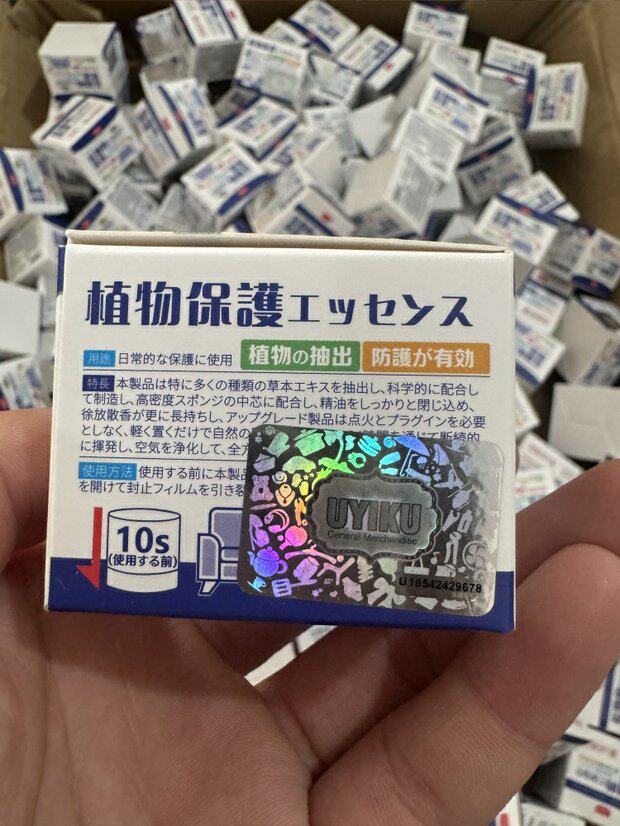 植物保護エッセンス
用途 日常的な保護に使用 植物の抽出 防護が有効
特長 本製品は特に多くの種類の草本エキスを抽出し、科学的に配合し
て制造し、高密度スポンジの中芯に配合し、精油をしっかりと閉じ込め、
徐放散香が更に長持ちし、アップグレード製品は点火とプラグインを必要
としなく、軽く置くだけで自然の
に揮発し、空気を浄化して、全
使用方法 使用する前に本製品
を開けて封止フィルムを引き裂
10s
(使用する前)
UYIKU
General Merchandise
U18542429678